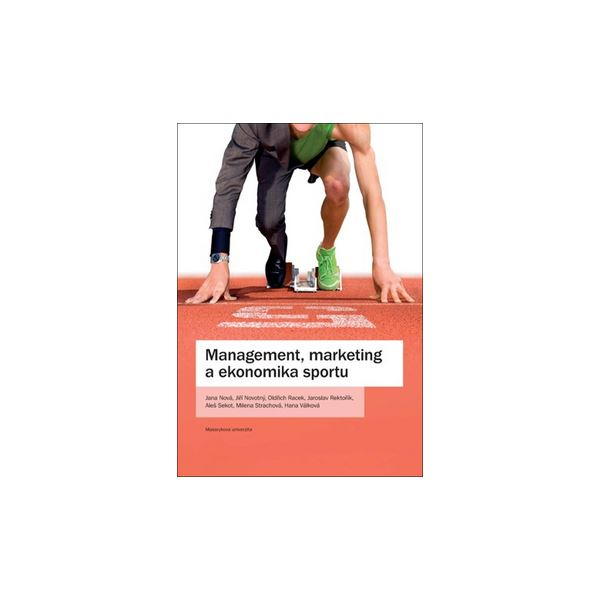 Management, marketing
a ekonomika sportu
Jana Nová, Jiří Novotný, Oldřich Racek, Jaroslav Rektořík,
Aleš Sekot, Milena Strachová, Hana Válková
Masarykova univerzita